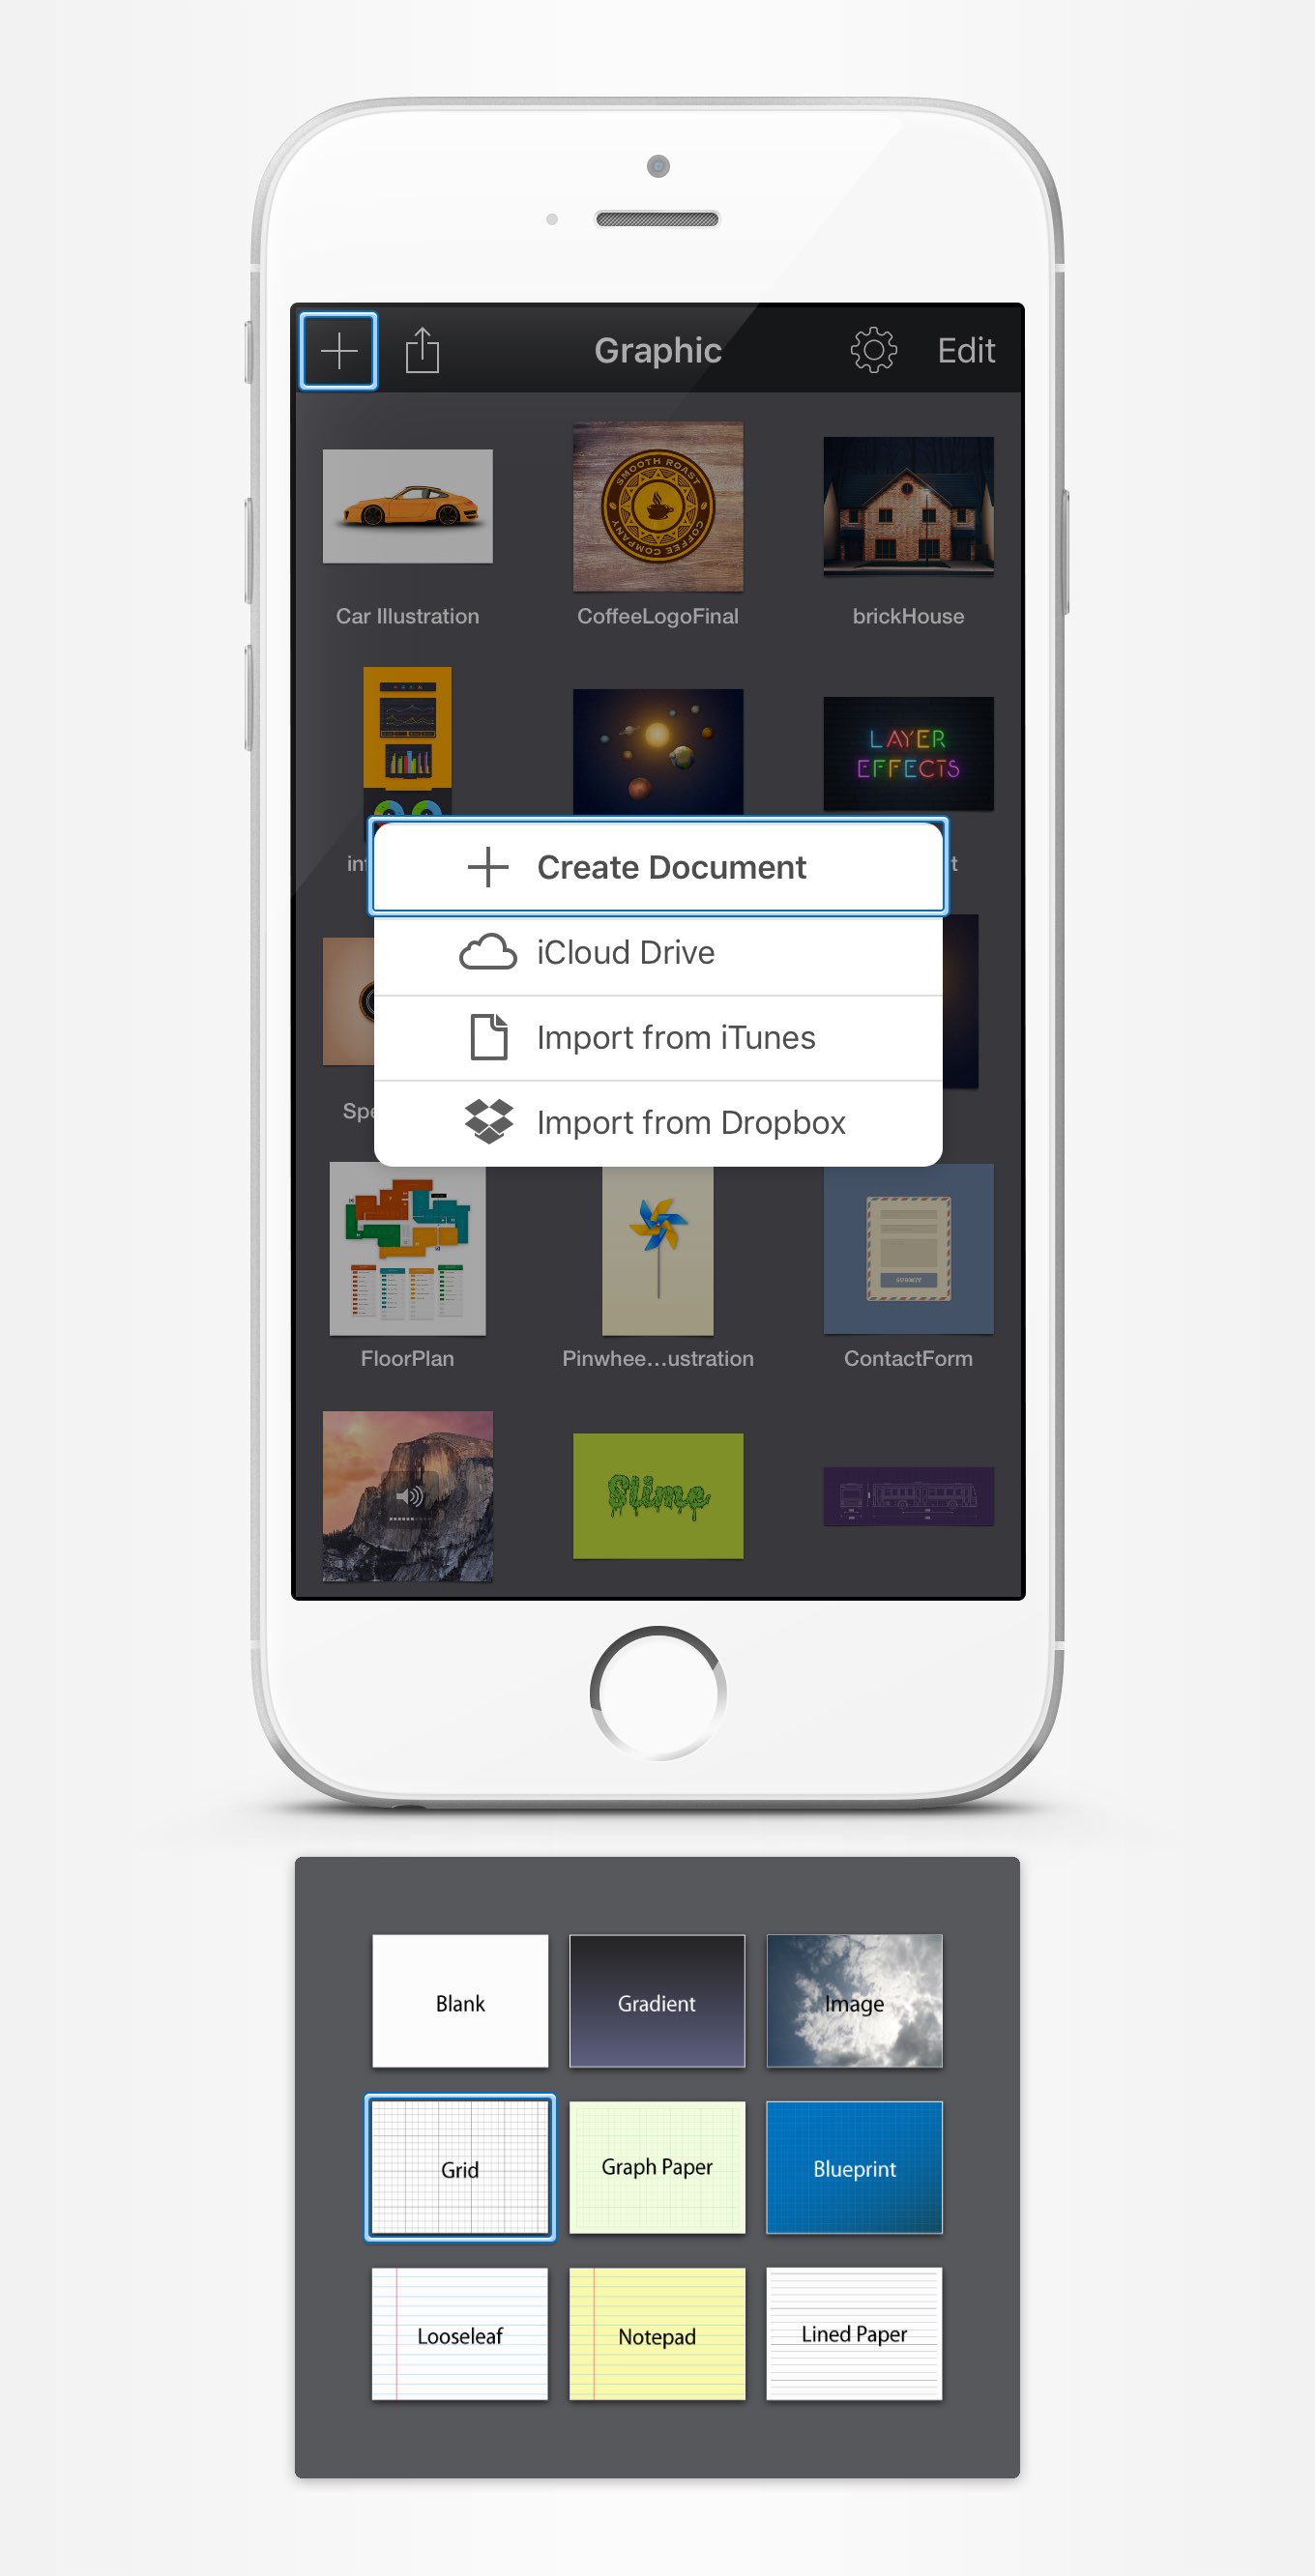 Graphic
Edit
SMOOTH ROAST
COFFEE COMPANY
Car Illustration
CoffeeLogoFinal
brickHouse
LAYER
EFFECTS
Create Document
iCloud Drive
Import from iTunes
Import from Dropbox
SUBMIT
FloorPlan
Pinwhee...ustration
ContactForm
Slime
Blank
Gradient
Image
Grid
Graph Paper
Blueprint
Looseleaf
Notepad
Lined Paper